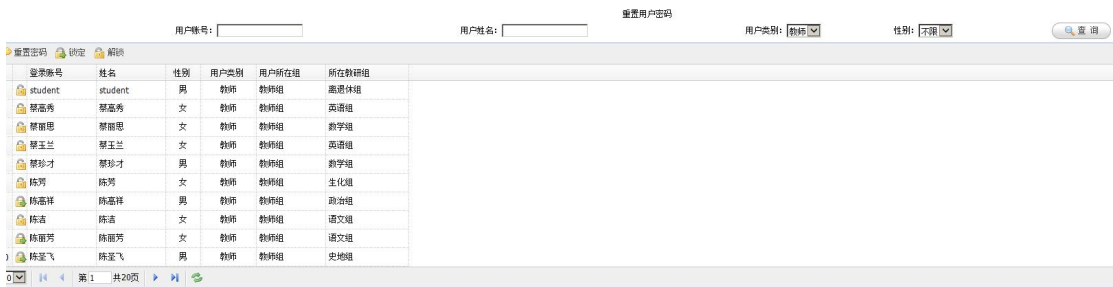 重置用户密码
用户账号： 用户姓名： 用户类别： 教师 性别： 不限 查 询
重置密码 锁定 解锁
登录账号 姓名 性别 用户类别 用户所在组 所在教研组
student student 男 教师 教师组 离退休组
蔡高秀 蔡高秀 女 教师 教师组 英语组
蔡丽思 蔡丽思 女 教师 教师组 数学组
蔡玉兰 蔡玉兰 女 教师 教师组 英语组
蔡珍才 蔡珍才 男 教师 教师组 数学组
陈芳 陈芳 女 教师 教师组 生化组
陈高祥 陈高祥 男 教师 教师组 政治组
陈洁 陈洁 女 教师 教师组 语文组
陈丽芳 陈丽芳 女 教师 教师组 语文组
陈圣飞 陈圣飞 男 教师 教师组 史地组
0 第 1 共20页